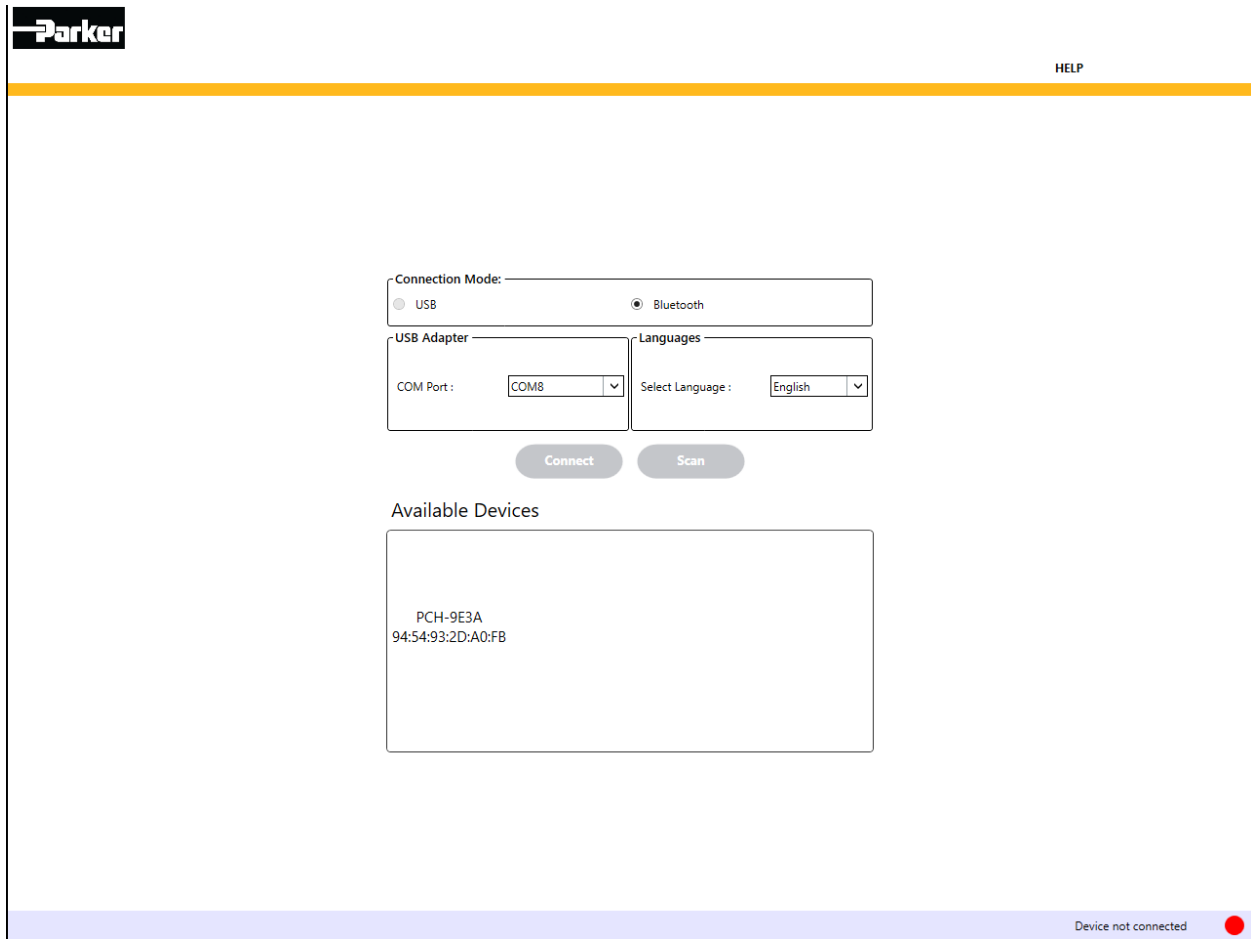 Parker
HELP
Connection Mode:
USB
Bluetooth
USB Adapter
Languages
COM Port :
COM8
Select Language :
English
Connect
Scan
Available Devices
PCH-9E3A
94:54:93:2D:A0:FB
Device not connected